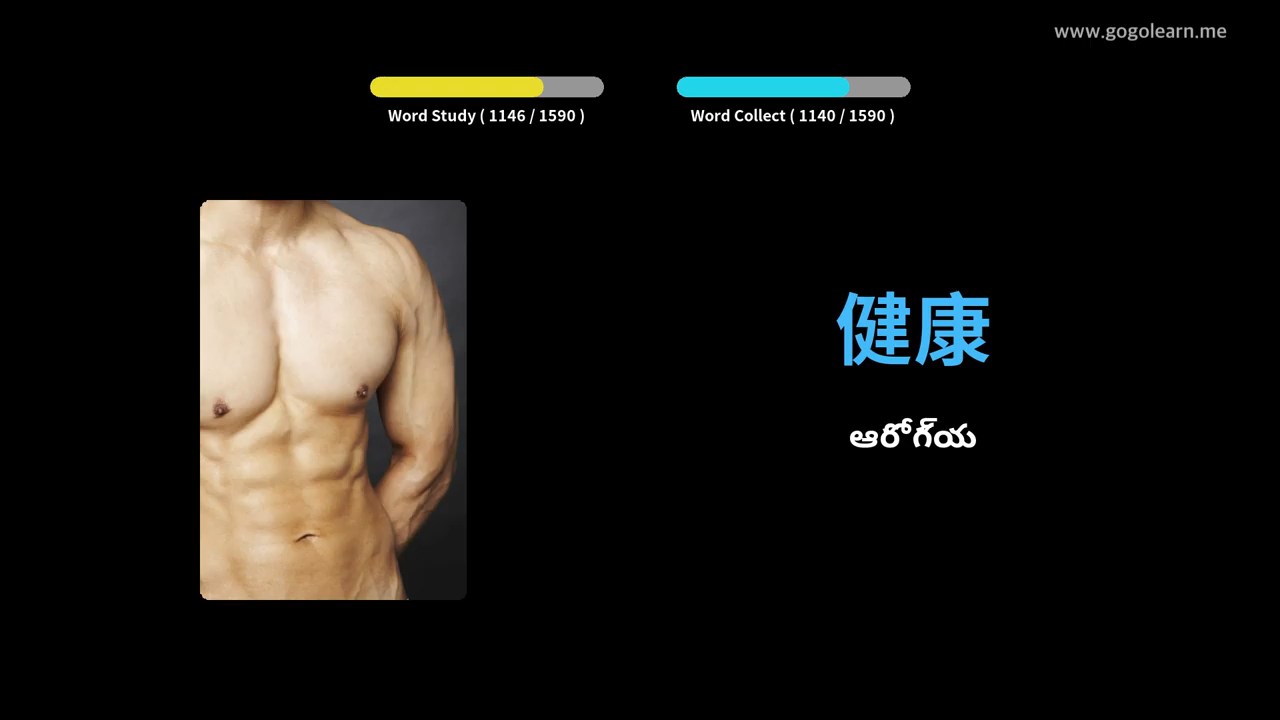 www.gogolearn.me
Word Study ( 1146 / 1590 )
Word Collect ( 1140 / 1590 )
健康
ఆరోగ్‌య